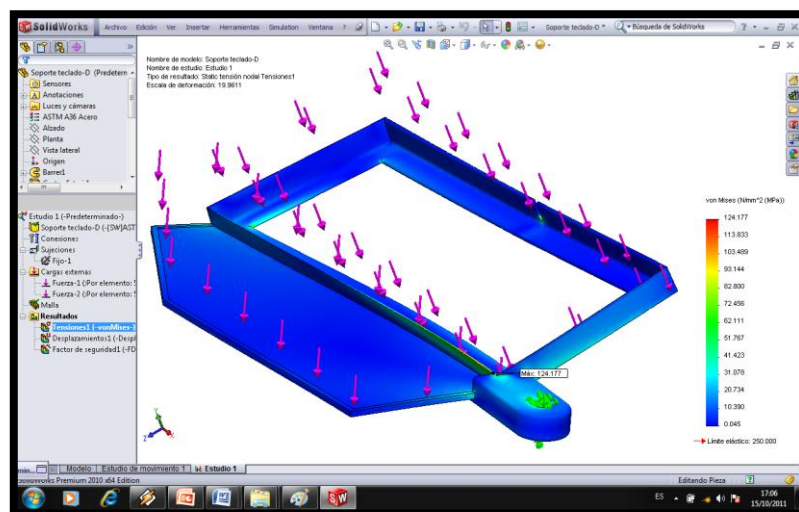 SolidWorks
Archivo Edición Ver Insertar Herramientas Simulation Ventana ?
Soporte teclado-D *
Búsqueda de SolidWorks
Soporte teclado-D (Predetermi
Sensores
Anotaciones
Luces y cámaras
ASTM A36 Acero
Alzado
Planta
Vista lateral
Origen
Barrer1
Nombre de modelo: Soporte teclado-D
Nombre de estudio: Estudio 1
Tipo de resultado: Static tensión nodal Tensiones1
Escala de deformación: 19.9611
Estudio 1 (-Predeterminado-)
Soporte teclado-D (-[SW]AST
Conexiones
Sujeciones
Fijo-1
Cargas externas
Fuerza-1 (:Por elemento: 5
Fuerza-2 (:Por elemento: 5
Malla
Resultados
Tensiones1 (-vonMises-)
Desplazamientos1 (-Despl
Factor de seguridad1 (-FD
von Mises (N/mm^2 (MPa))
124.177
113.833
103.489
93.144
82.800
72.456
62.111
51.767
41.423
31.078
20.734
10.390
0.045
Límite elástico: 250.000
Máx: 124.177
Modelo Estudio de movimiento 1 Estudio 1
SolidWorks Premium 2010 x64 Edition
Editando Pieza
ES
17:06
15/10/2011